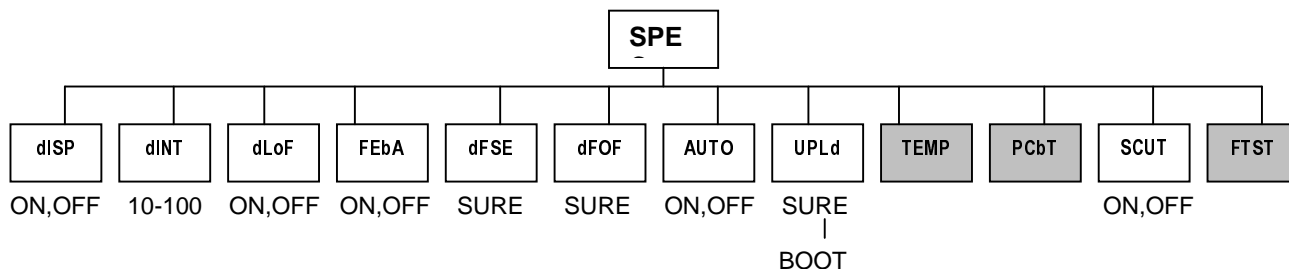 SPE
dISP dINT dLoF FEbA dFSE dFOF AUTO UPLd TEMP PCbT SCUT FTST
ON,OFF 10-100 ON,OFF ON,OFF SURE SURE ON,OFF SURE ON,OFF
BOOT